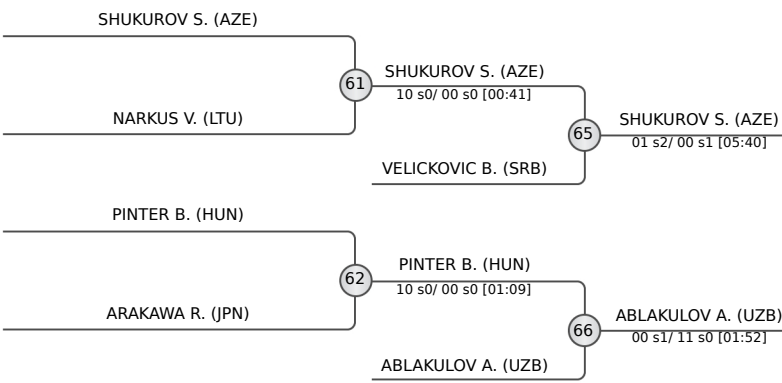 SHUKUROV S. (AZE)
61
SHUKUROV S. (AZE)
10 s0/ 00 s0 [00:41]
NARKUS V. (LTU)
65
SHUKUROV S. (AZE)
01 s2/ 00 s1 [05:40]
VELICKOVIC B. (SRB)
PINTER B. (HUN)
62
PINTER B. (HUN)
10 s0/ 00 s0 [01:09]
ARAKAWA R. (JPN)
66
ABLAKULOV A. (UZB)
00 s1/ 11 s0 [01:52]
ABLAKULOV A. (UZB)